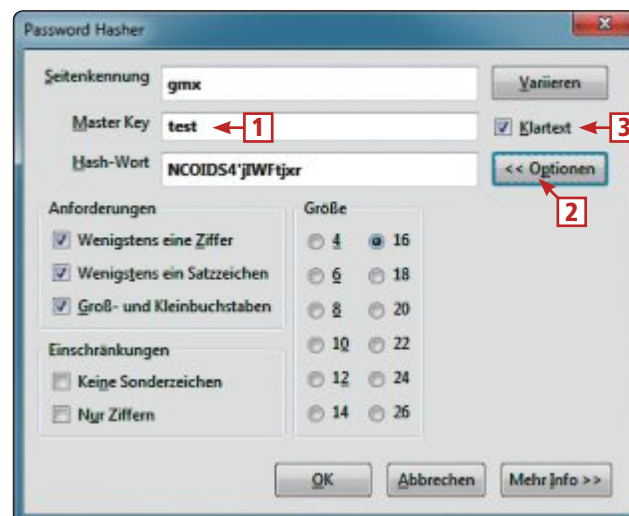 Password Hasher
Seitenkennung gmx Variieren
Master Key test 1 Klartext 3
Hash-Wort NCOIDS4'jIWFtjxr << Optionen
2
Anforderungen Größe
Wenigstens eine Ziffer 4 16
Wenigstens ein Satzzeichen 6 18
Groß- und Kleinbuchstaben 8 20
10 22
Einschränkungen
Keine Sonderzeichen 12 24
Nur Ziffern 14 26
OK Abbrechen Mehr Info >>